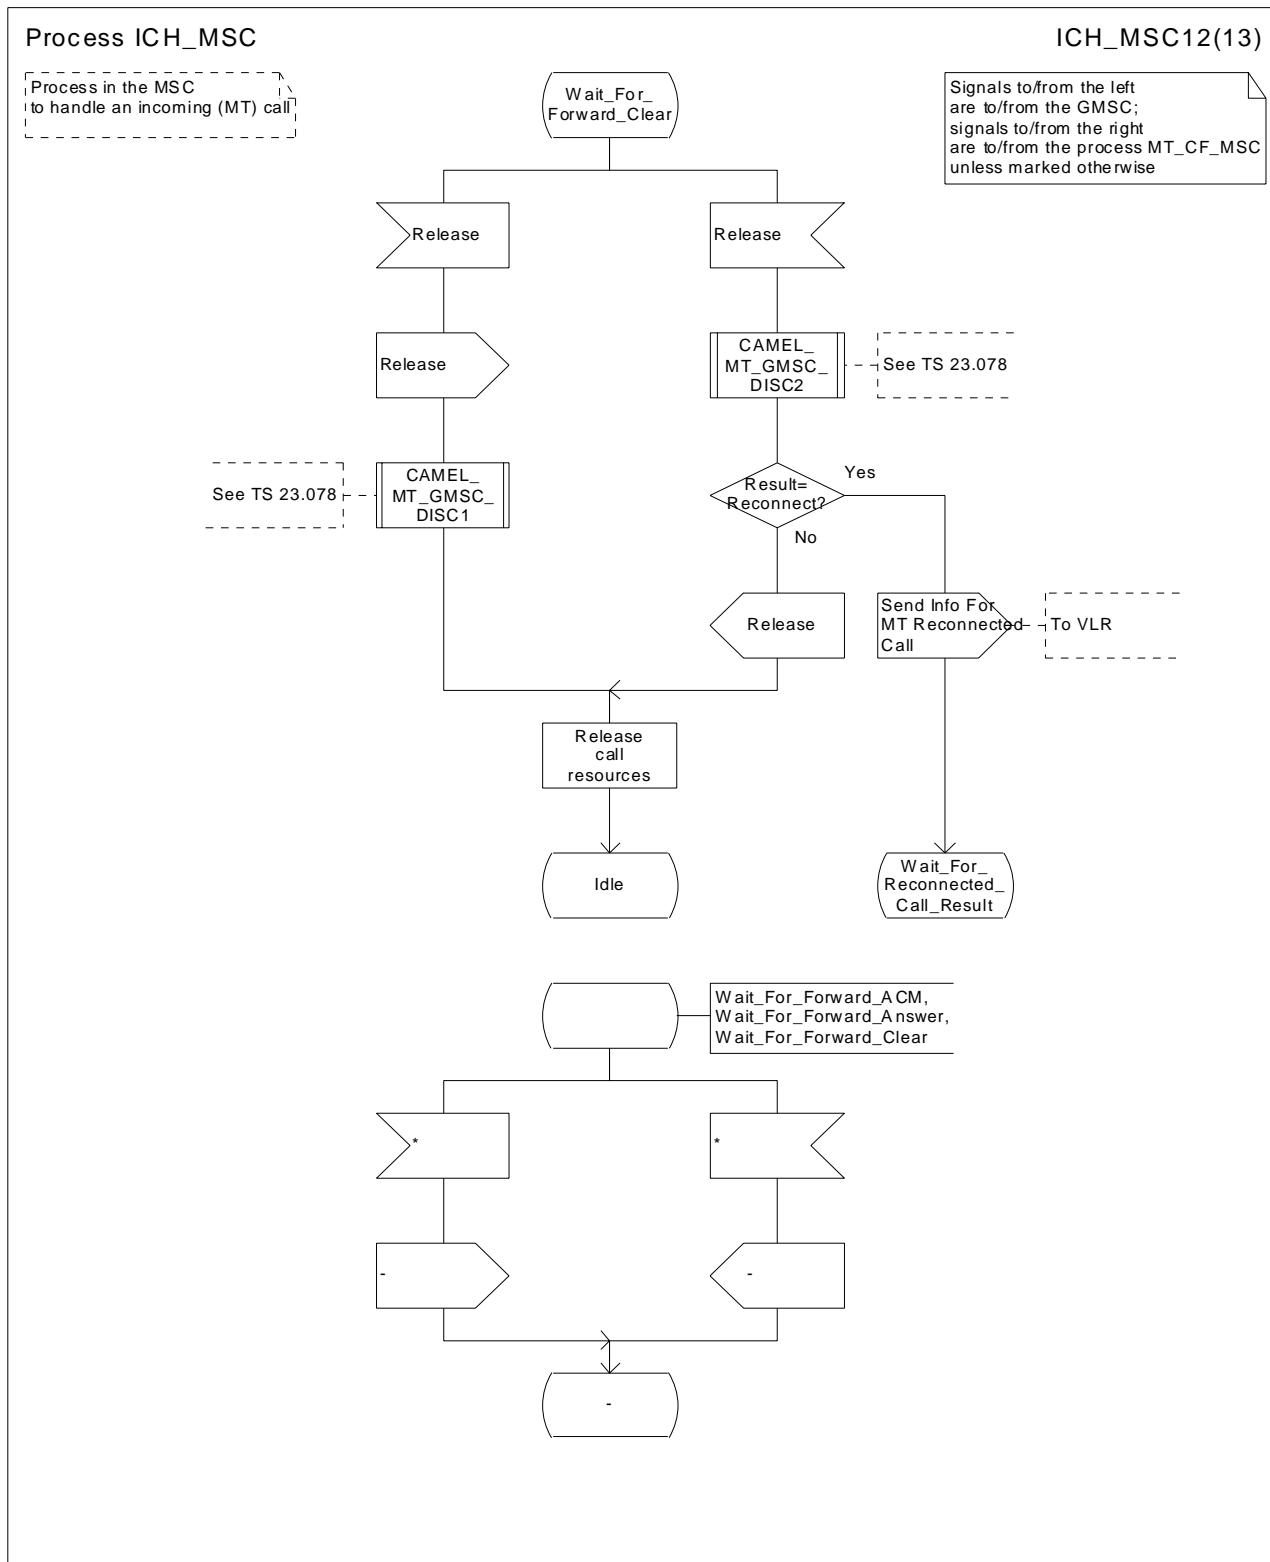 Process ICH_MSC
ICH_MSC12(13)
Process in the MSC
to handle an incoming (MT) call
Wait_For_
Forward_Clear
Signals to/from the left
are to/from the GMSC;
signals to/from the right
are to/from the process MT_CF_MSC
unless marked otherwise
Release
Release
Release
CAMEL_
MT_GMSC_
DISC2
See TS 23.078
See TS 23.078
CAMEL_
MT_GMSC_
DISC1
Result=
Reconnect?
Yes
No
Release
Send Info For
MT Reconnected
Call
To VLR
Release
call
resources
Idle
Wait_For_
Reconnected_
Call_Result
Wait_For_Forward_ACM,
Wait_For_Forward_Answer,
Wait_For_Forward_Clear
*
*
-
-
-